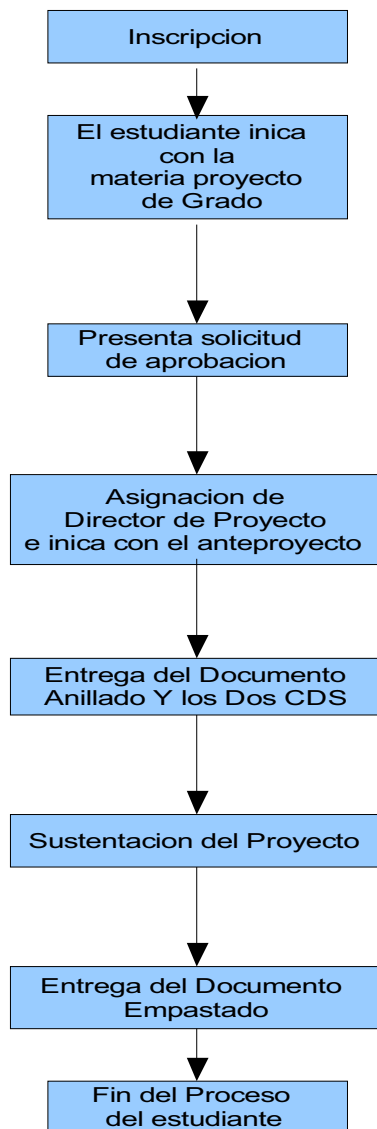 Inscripcion
El estudiante inica
con la
materia proyecto
de Grado
Presenta solicitud
de aprobacion
Asignacion de
Director de Proyecto
e inica con el anteproyecto
Entrega del Documento
Anillado Y los Dos CDS
Sustentacion del Proyecto
Entrega del Documento
Empastado
Fin del Proceso
del estudiante